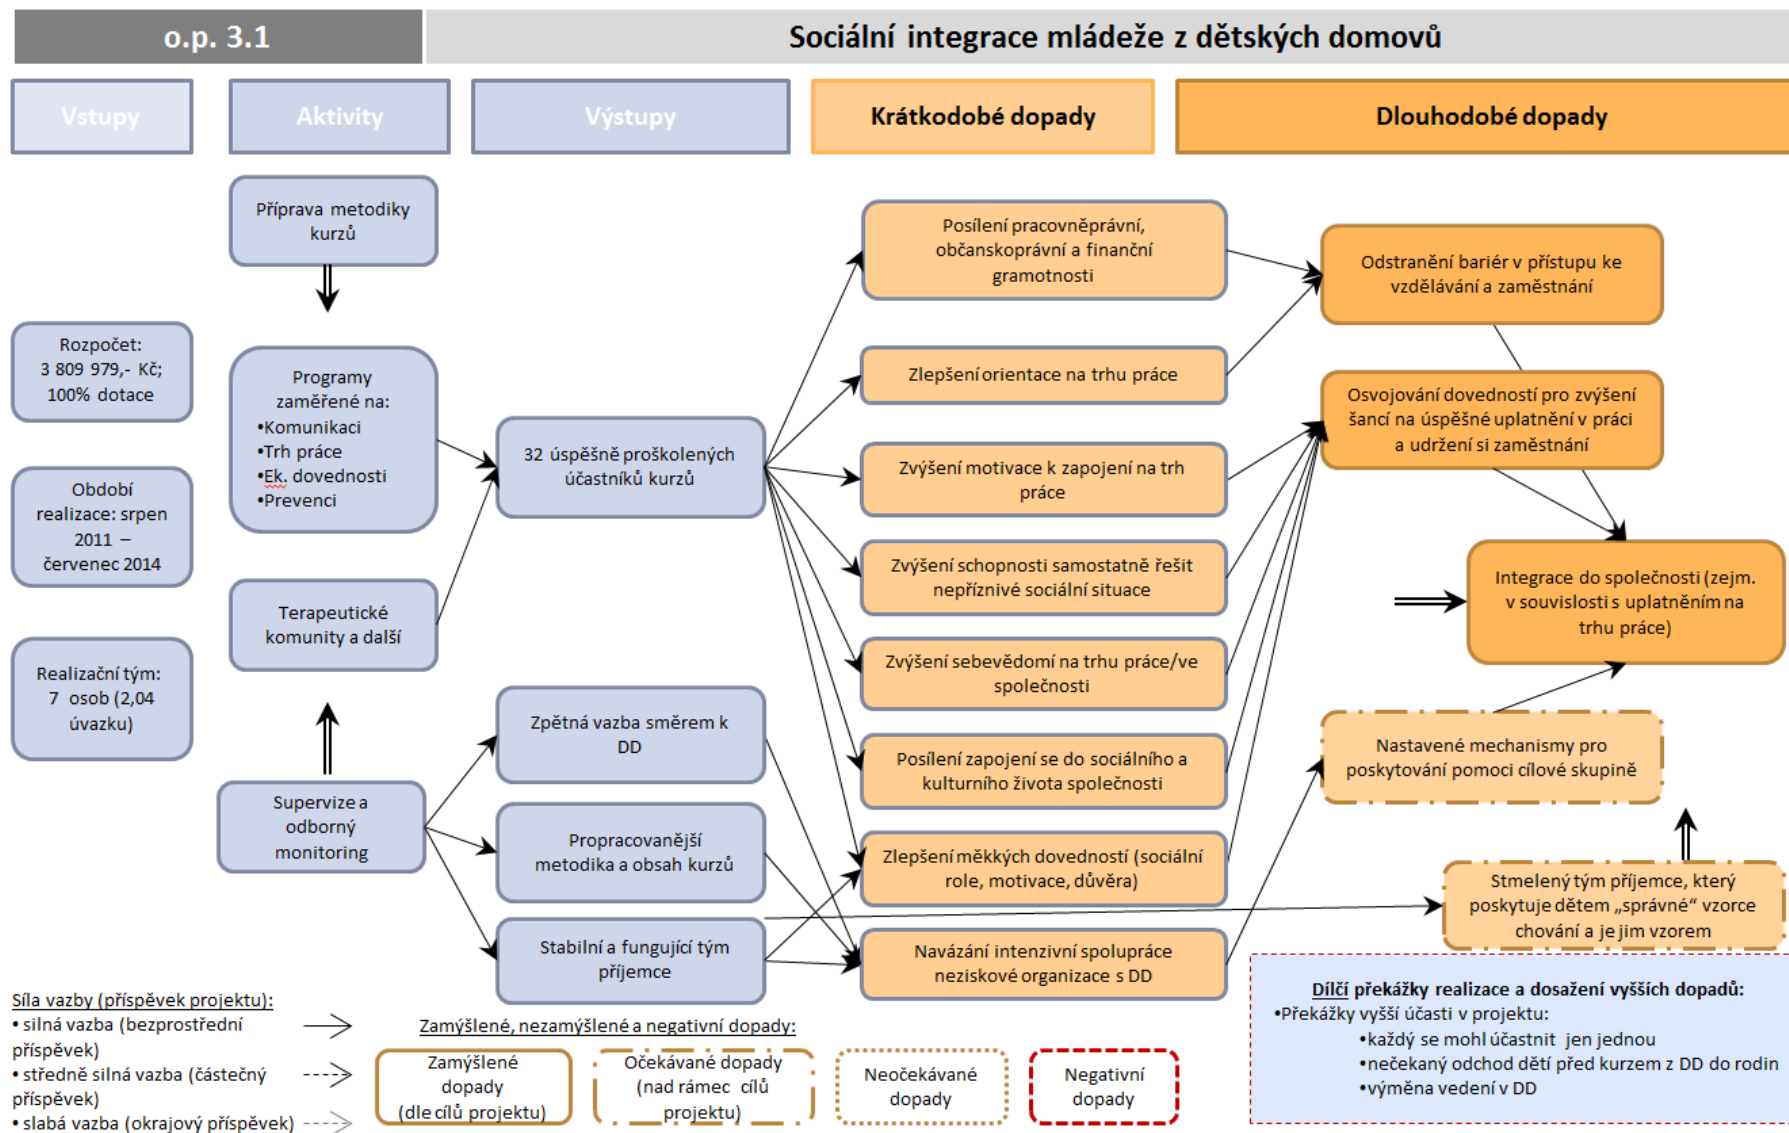 o.p. 3.1
Sociální integrace mládeže z dětských domovů
Vstupy
Aktivity
Výstupy
Krátkodobé dopady
Dlouhodobé dopady
Rozpočet:
3 809 979,- Kč;
100% dotace
Období
realizace: srpen
2011 –
červenec 2014
Realizační tým:
7 osob (2,04
úvazku)
Příprava metodiky
kurzů
Programy
zaměřené na:
•Komunikaci
•Trh práce
•Ek. dovednosti
•Prevenci
Terapeutické
komunity a další
Supervize a
odborný
monitoring
32 úspěšně proškolených
účastníků kurzů
Zpětná vazba směrem k
DD
Propracovanější
metodika a obsah kurzů
Stabilní a fungující tým
příjemce
Posílení pracovněprávní,
občanskoprávní a finanční
gramotnosti
Zlepšení orientace na trhu práce
Zvýšení motivace k zapojení na trh
práce
Zvýšení schopnosti samostatně řešit
nepříznivé sociální situace
Zvýšení sebevědomí na trhu práce/ve
společnosti
Posílení zapojení se do sociálního a
kulturního života společnosti
Zlepšení měkkých dovedností (sociální
role, motivace, důvěra)
Navázání intenzivní spolupráce
neziskové organizace s DD
Odstranění bariér v přístupu ke
vzdělávání a zaměstnání
Osvojování dovedností pro zvýšení
šancí na úspěšné uplatnění v práci
a udržení si zaměstnání
Integrace do společnosti (zejm.
v souvislosti s uplatněním na
trhu práce)
Nastavené mechanismy pro
poskytování pomoci cílové skupině
Stmelený tým příjemce, který
poskytuje dětem „správné“ vzorce
chování a je jim vzorem
Síla vazby (příspěvek projektu):
• silná vazba (bezprostřední
příspěvek)
• středně silná vazba (částečný
příspěvek)
• slabá vazba (okrajový příspěvek)
Zamýšlené, nezamýšlené a negativní dopady:
Zamýšlené
dopady
(dle cílů projektu)
Očekávané dopady
(nad rámec cílů
projektu)
Neočekávané
dopady
Negativní
dopady
Dílčí překážky realizace a dosažení vyšších dopadů:
•Překážky vyšší účasti v projektu:
•každý se mohl účastnit jen jednou
•nečekaný odchod dětí před kurzem z DD do rodin
•výměna vedení v DD